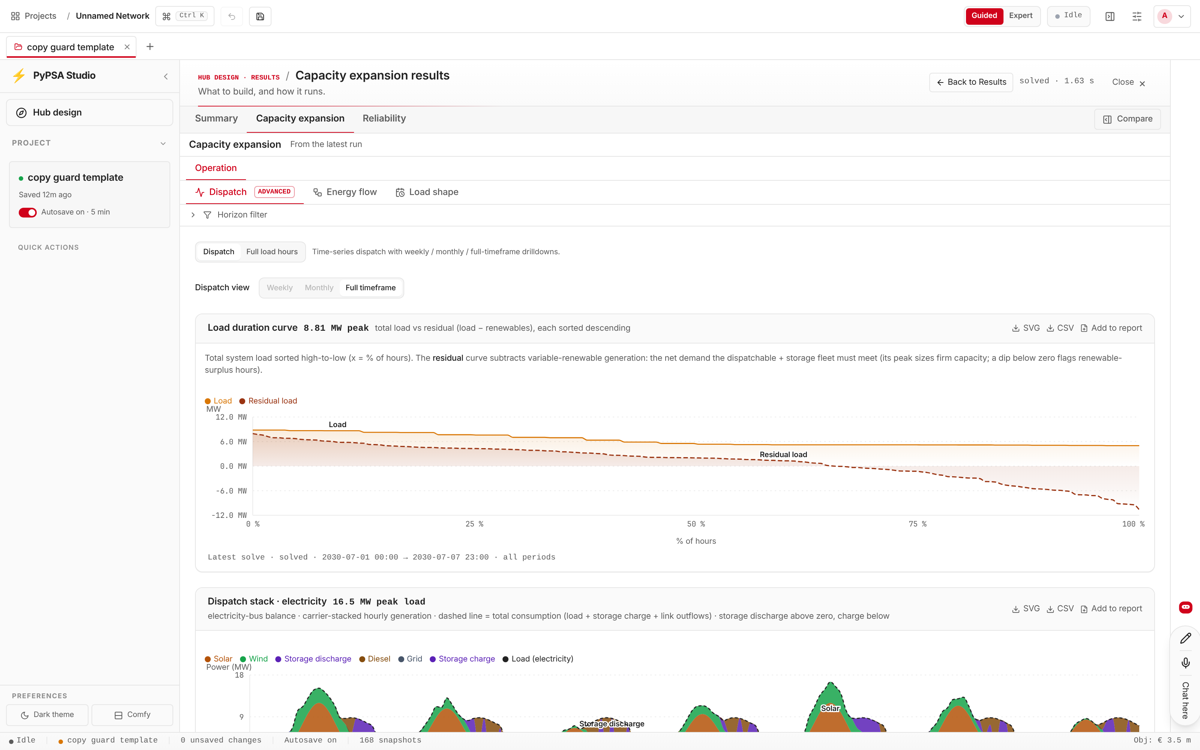 Projects / Unnamed Network ⌘ Ctrl K
Guided Expert Idle A
copy guard template × +
PyPSA Studio
Hub design
PROJECT
copy guard template
Saved 12m ago
Autosave on · 5 min
QUICK ACTIONS
HUB DESIGN · RESULTS / Capacity expansion results
What to build, and how it runs.
← Back to Results solved · 1.63 s Close ×
Summary Capacity expansion Reliability
Compare
Capacity expansion From the latest run
Operation
Dispatch ADVANCED Energy flow Load shape
Horizon filter
Dispatch Full load hours Time-series dispatch with weekly / monthly / full-timeframe drilldowns.
Dispatch view Weekly Monthly Full timeframe
Load duration curve 8.81 MW peak total load vs residual (load − renewables), each sorted descending
SVG CSV Add to report
Total system load sorted high-to-low (x = % of hours). The residual curve subtracts variable-renewable generation: the net demand the dispatchable + storage fleet must meet (its peak sizes firm capacity; a dip below zero flags renewable-
surplus hours).
Load Residual load
MW
12.0 MW
Load
6.0 MW
Residual load
0.0 MW
-6.0 MW
-12.0 MW
0 % 25 % 50 % 75 % 100 %
% of hours
Latest solve · solved · 2030-07-01 00:00 → 2030-07-07 23:00 · all periods
Dispatch stack · electricity 16.5 MW peak load
electricity-bus balance · carrier-stacked hourly generation · dashed line = total consumption (load + storage charge + link outflows) · storage discharge above zero, charge below
SVG CSV Add to report
Solar Wind Storage discharge Diesel Grid Storage charge Load (electricity)
Power (MW)
18
Solar
9
Storage discharge
Chat here
PREFERENCES
Dark theme Comfy
Idle copy guard template 0 unsaved changes Autosave on 168 snapshots Obj: € 3.5 m